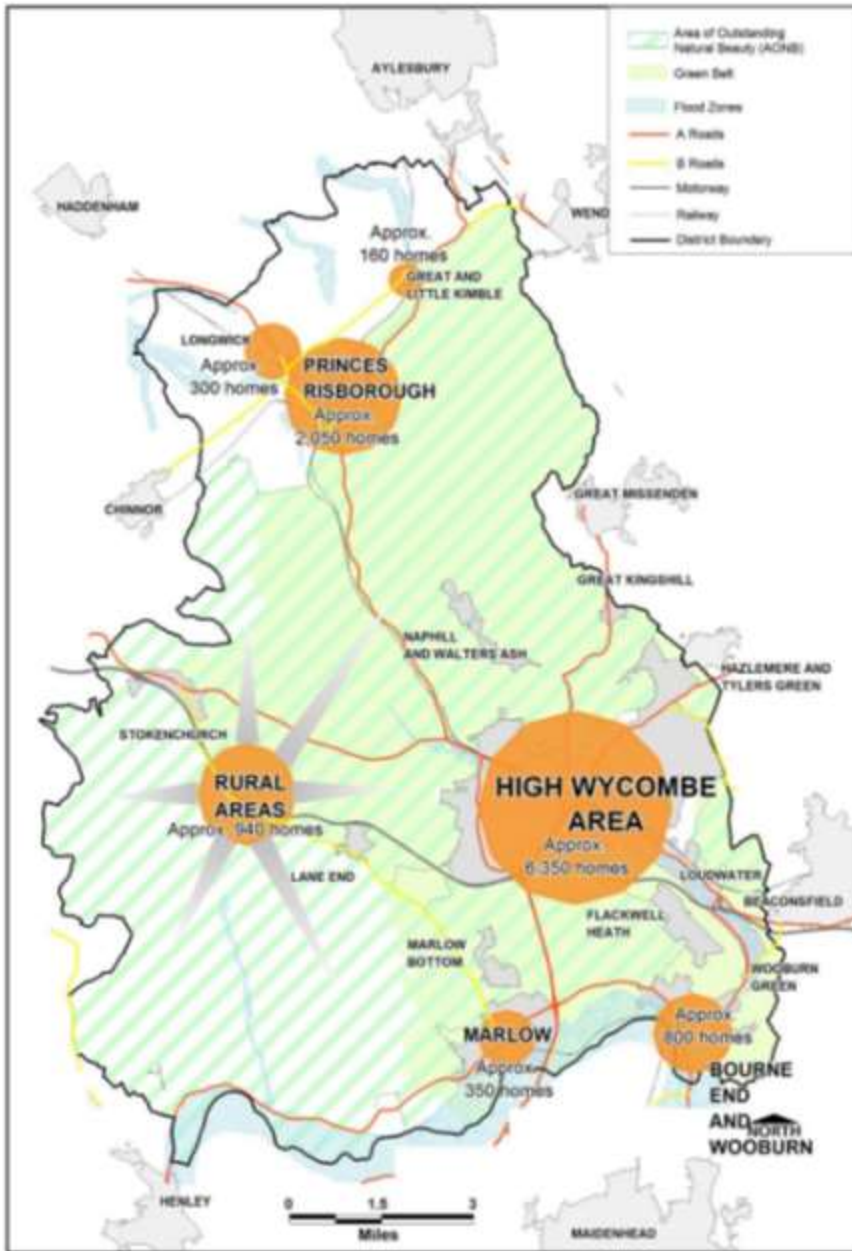 Area of Outstanding
Natural Beauty (AONB)
Green Belt
Flood Zones
A Roads
B Roads
Motorway
Railway
District Boundary
AYLESBURY
HADDENHAM
WEND
Approx.
160 homes
GREAT AND
LITTLE KIMBLE
LONGWICK
Approx
300 homes
PRINCES
RISBOROUGH
Approx
2,050 homes
CHINNOR
GREAT MISSENDEN
GREAT KINGSHILL
NAPHILL
AND WALTERS ASH
HAZLEMERE AND
TYLERS GREEN
STOKENCHURCH
RURAL
AREAS
Approx. 940 homes
HIGH WYCOMBE
AREA
Approx.
6,350 homes
LANE END
LOUDWATER
BEACONSFIELD
FLACKWELL
HEATH
MARLOW
BOTTOM
WOOBURN
GREEN
MARLOW
Approx.
350 homes
Approx.
800 homes
BOURNE
END
AND
WOOBURN
NORTH
HENLEY
0 1.5 3
Miles
MAIDENHEAD